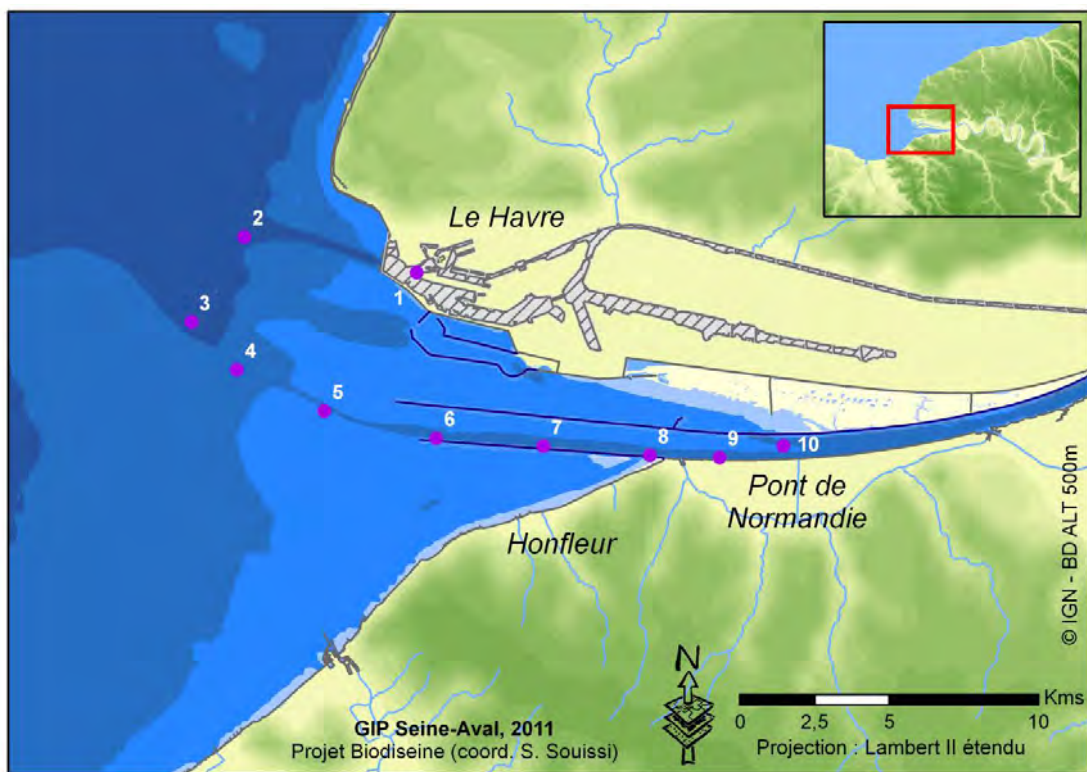 2
Le Havre
1
3
4
5
6
7
8
9
10
Pont de
Normandie
Honfleur
© IGN - BD ALT 500m
N
Kms
0
2,5
5
10
GIP Seine-Aval, 2011
Projet Biodiseine (coord. S. Souissi)
Projection : Lambert II étendu